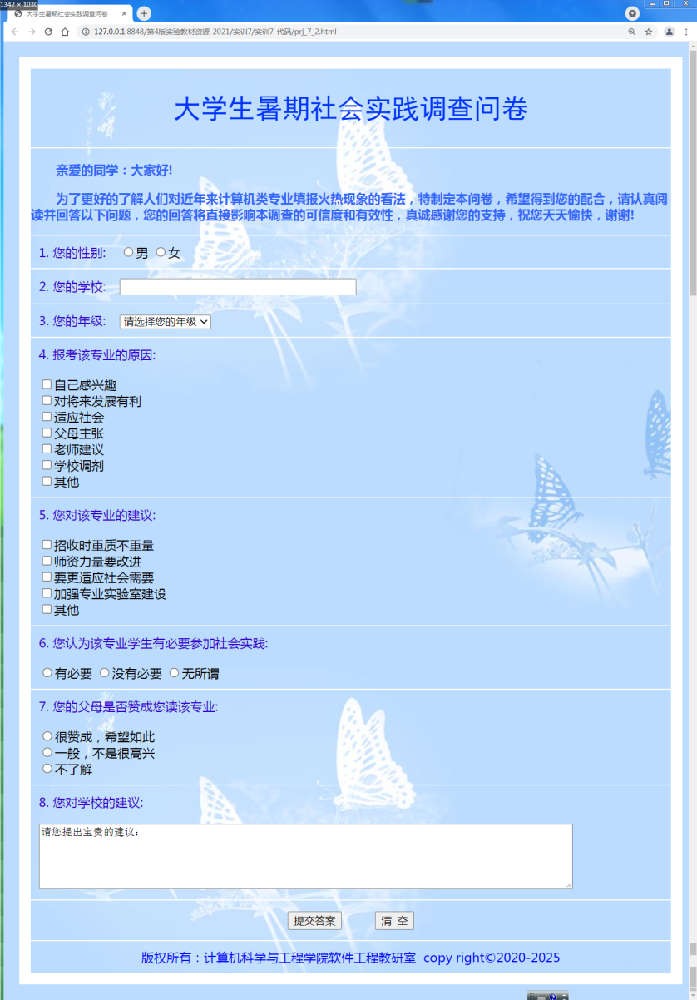 1342 × 1030
大学生暑期社会实践调查问卷
127.0.0.1:8848/第4版实验教材资源-2021/实训7/实训7-代码/prj_7_2.html
大学生暑期社会实践调查问卷
亲爱的同学：大家好!
为了更好的了解人们对近年来计算机类专业填报火热现象的看法，特制定本问卷，希望得到您的配合，请认真阅
读并回答以下问题，您的回答将直接影响本调查的可信度和有效性，真诚感谢您的支持，祝您天天愉快，谢谢!
1. 您的性别: 男 女
2. 您的学校:
3. 您的年级: 请选择您的年级
4. 报考该专业的原因:
自己感兴趣
对将来发展有利
适应社会
父母主张
老师建议
学校调剂
其他
5. 您对该专业的建议:
招收时重质不重量
师资力量要改进
要更适应社会需要
加强专业实验室建设
其他
6. 您认为该专业学生有必要参加社会实践:
有必要 没有必要 无所谓
7. 您的父母是否赞成您读该专业:
很赞成，希望如此
一般，不是很高兴
不了解
8. 您对学校的建议:
请您提出宝贵的建议:
提交答案 清 空
版权所有：计算机科学与工程学院软件工程教研室 copy right©2020-2025